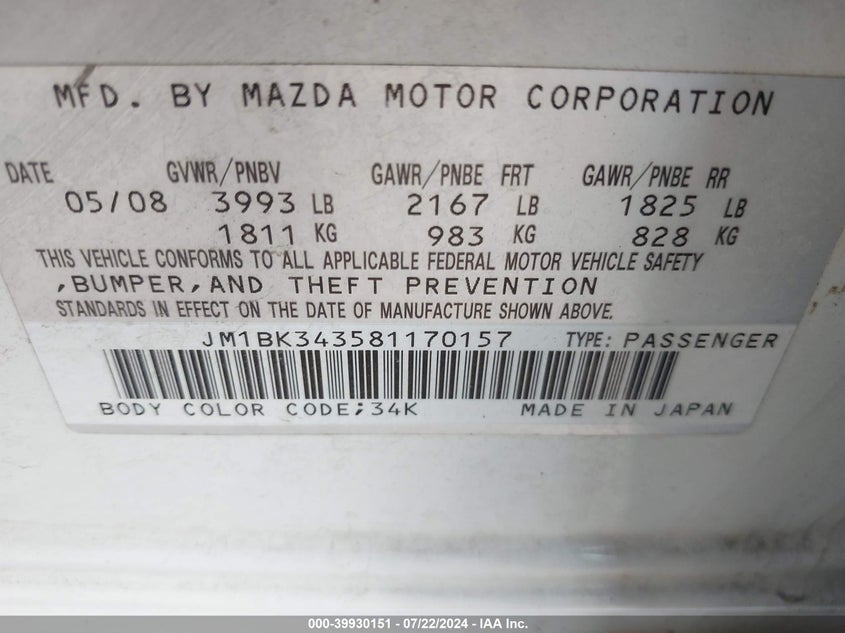 MFD. BY MAZDA MOTOR CORPORATION
DATE GVWR/PNBV GAWR/PNBE FRT GAWR/PNBE RR
05/08 3993 LB 2167 LB 1825 LB
1811 KG 983 KG 828 KG
THIS VEHICLE CONFORMS TO ALL APPLICABLE FEDERAL MOTOR VEHICLE SAFETY
,BUMPER,AND THEFT PREVENTION
STANDARDS IN EFFECT ON THE DATE OF MANUFACTURE SHOWN ABOVE.
JM1BK343581170157 TYPE: PASSENGER
BODY COLOR CODE;34K MADE IN JAPAN
000-39930151 - 07/22/2024 - IAA Inc.